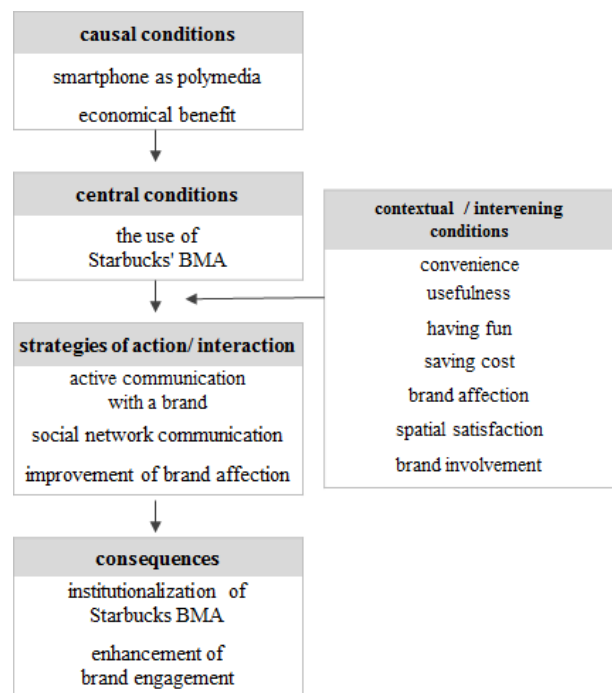 causal conditions
smartphone as polymedia
economical benefit
central conditions
the use of
Starbucks' BMA
contextual / intervening
conditions
convenience
usefulness
having fun
saving cost
brand affection
spatial satisfaction
brand involvement
strategies of action/ interaction
active communication
with a brand
social network communication
improvement of brand affection
consequences
institutionalization of
Starbucks BMA
enhancement of
brand engagement